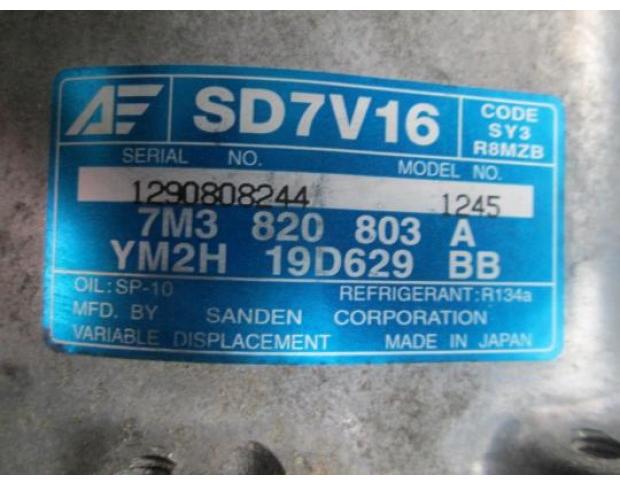 AE SD7V16 CODE
SY3
R8MZB
SERIAL NO. MODEL NO.
1290808244 1245
7M3 820 803 A
YM2H 19D629 BB
OIL:SP-10 REFRIGERANT:R134a
MFD. BY SANDEN CORPORATION
VARIABLE DISPLACEMENT MADE IN JAPAN